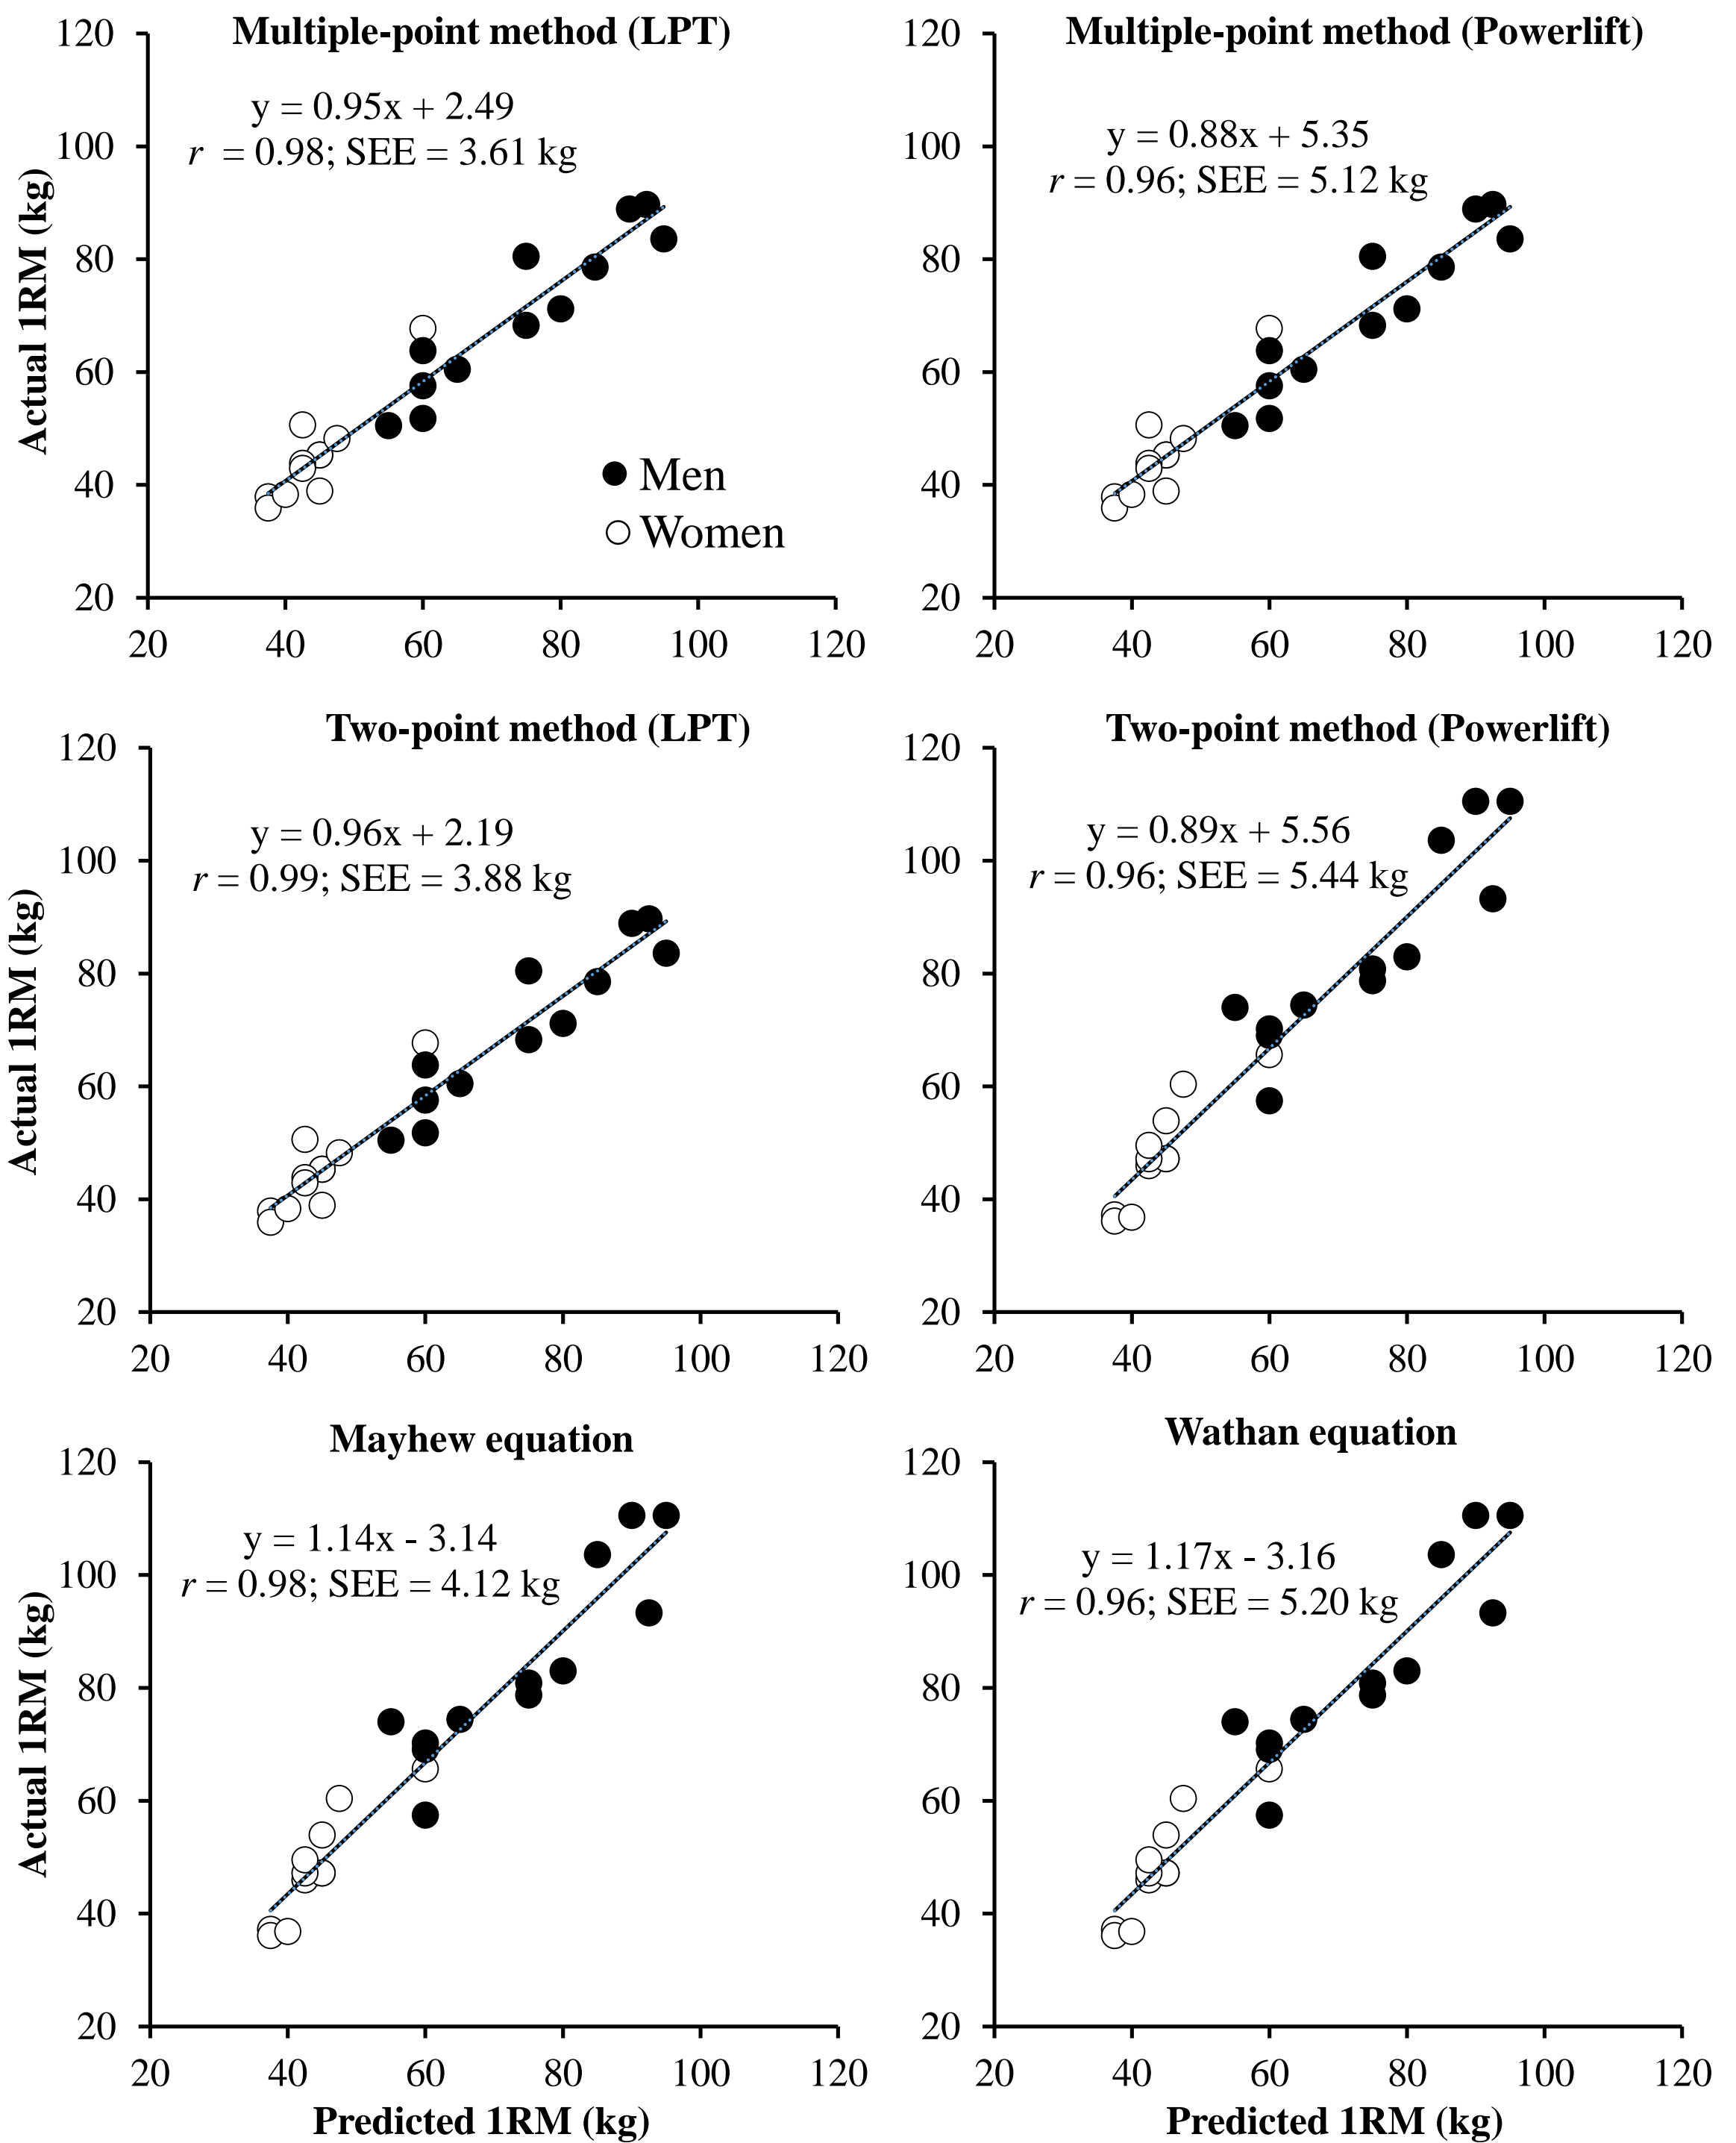 Multiple-point method (LPT)
y = 0.95x + 2.49
r = 0.98; SEE = 3.61 kg
Actual 1RM (kg)
120
100
80
60
40
20
20 40 60 80 100 120
Men
Women
Multiple-point method (Powerlift)
y = 0.88x + 5.35
r = 0.96; SEE = 5.12 kg
120
100
80
60
40
20
20 40 60 80 100 120
Two-point method (LPT)
y = 0.96x + 2.19
r = 0.99; SEE = 3.88 kg
Actual 1RM (kg)
120
100
80
60
40
20
20 40 60 80 100 120
Two-point method (Powerlift)
y = 0.89x + 5.56
r = 0.96; SEE = 5.44 kg
120
100
80
60
40
20
20 40 60 80 100 120
Mayhew equation
y = 1.14x - 3.14
r = 0.98; SEE = 4.12 kg
Actual 1RM (kg)
120
100
80
60
40
20
20 40 60 80 100 120
Predicted 1RM (kg)
Wathan equation
y = 1.17x - 3.16
r = 0.96; SEE = 5.20 kg
120
100
80
60
40
20
20 40 60 80 100 120
Predicted 1RM (kg)